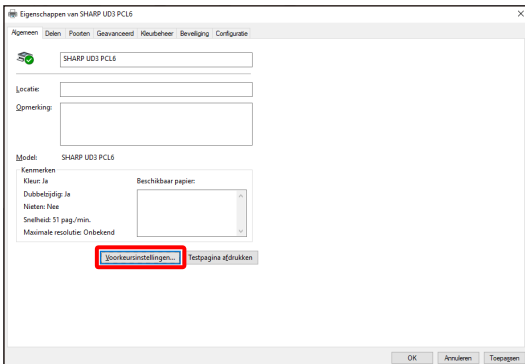 Eigenschappen van SHARP UD3 PCL6
Algemeen Delen Poorten Geavanceerd Kleurbeheer Beveiliging Configuratie
SHARP UD3 PCL6
Locatie:
Opmerking:
Model: SHARP UD3 PCL6
Kenmerken
Kleur: Ja Beschikbaar papier:
Dubbelzijdig: Ja
Nieten: Nee
Snelheid: 51 pag./min.
Maximale resolutie: Onbekend
Voorkeursinstellingen... Testpagina afdrukken
OK Annuleren Toepassen